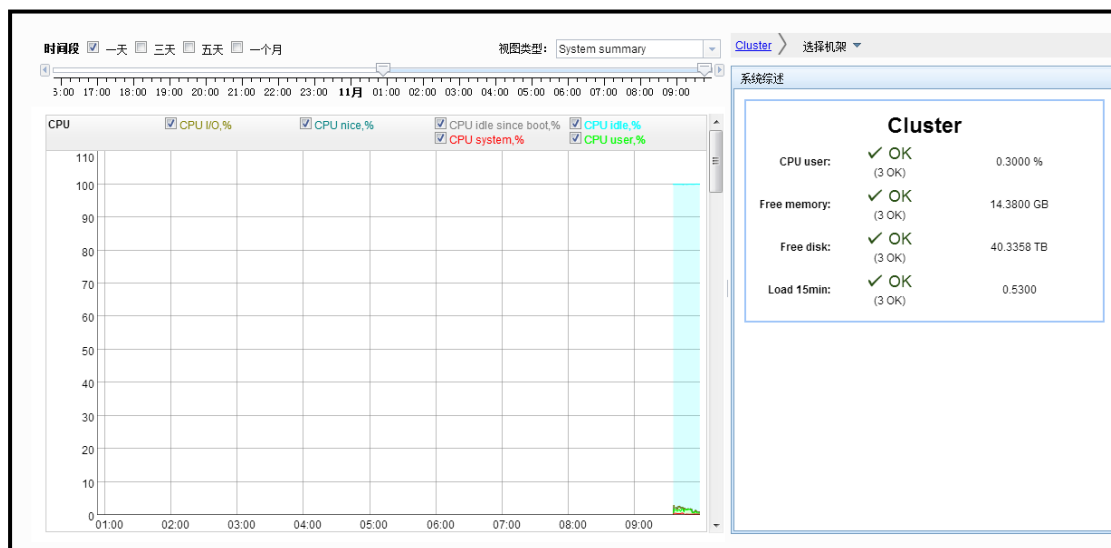 时间段 一天 三天 五天 一个月 视图类型: System summary
5:00 17:00 18:00 19:00 20:00 21:00 22:00 23:00 11月 01:00 02:00 03:00 04:00 05:00 06:00 07:00 08:00 09:00
CPU CPU I/O,% CPU nice,% CPU idle since boot,% CPU idle,%
CPU system,% CPU user,%
110
100
90
80
70
60
50
40
30
20
10
0
01:00 02:00 03:00 04:00 05:00 06:00 07:00 08:00 09:00
Cluster 选择机架
系统综述
Cluster
CPU user: OK 0.3000 %
(3 OK)
Free memory: OK 14.3800 GB
(3 OK)
Free disk: OK 40.3358 TB
(3 OK)
Load 15min: OK 0.5300
(3 OK)